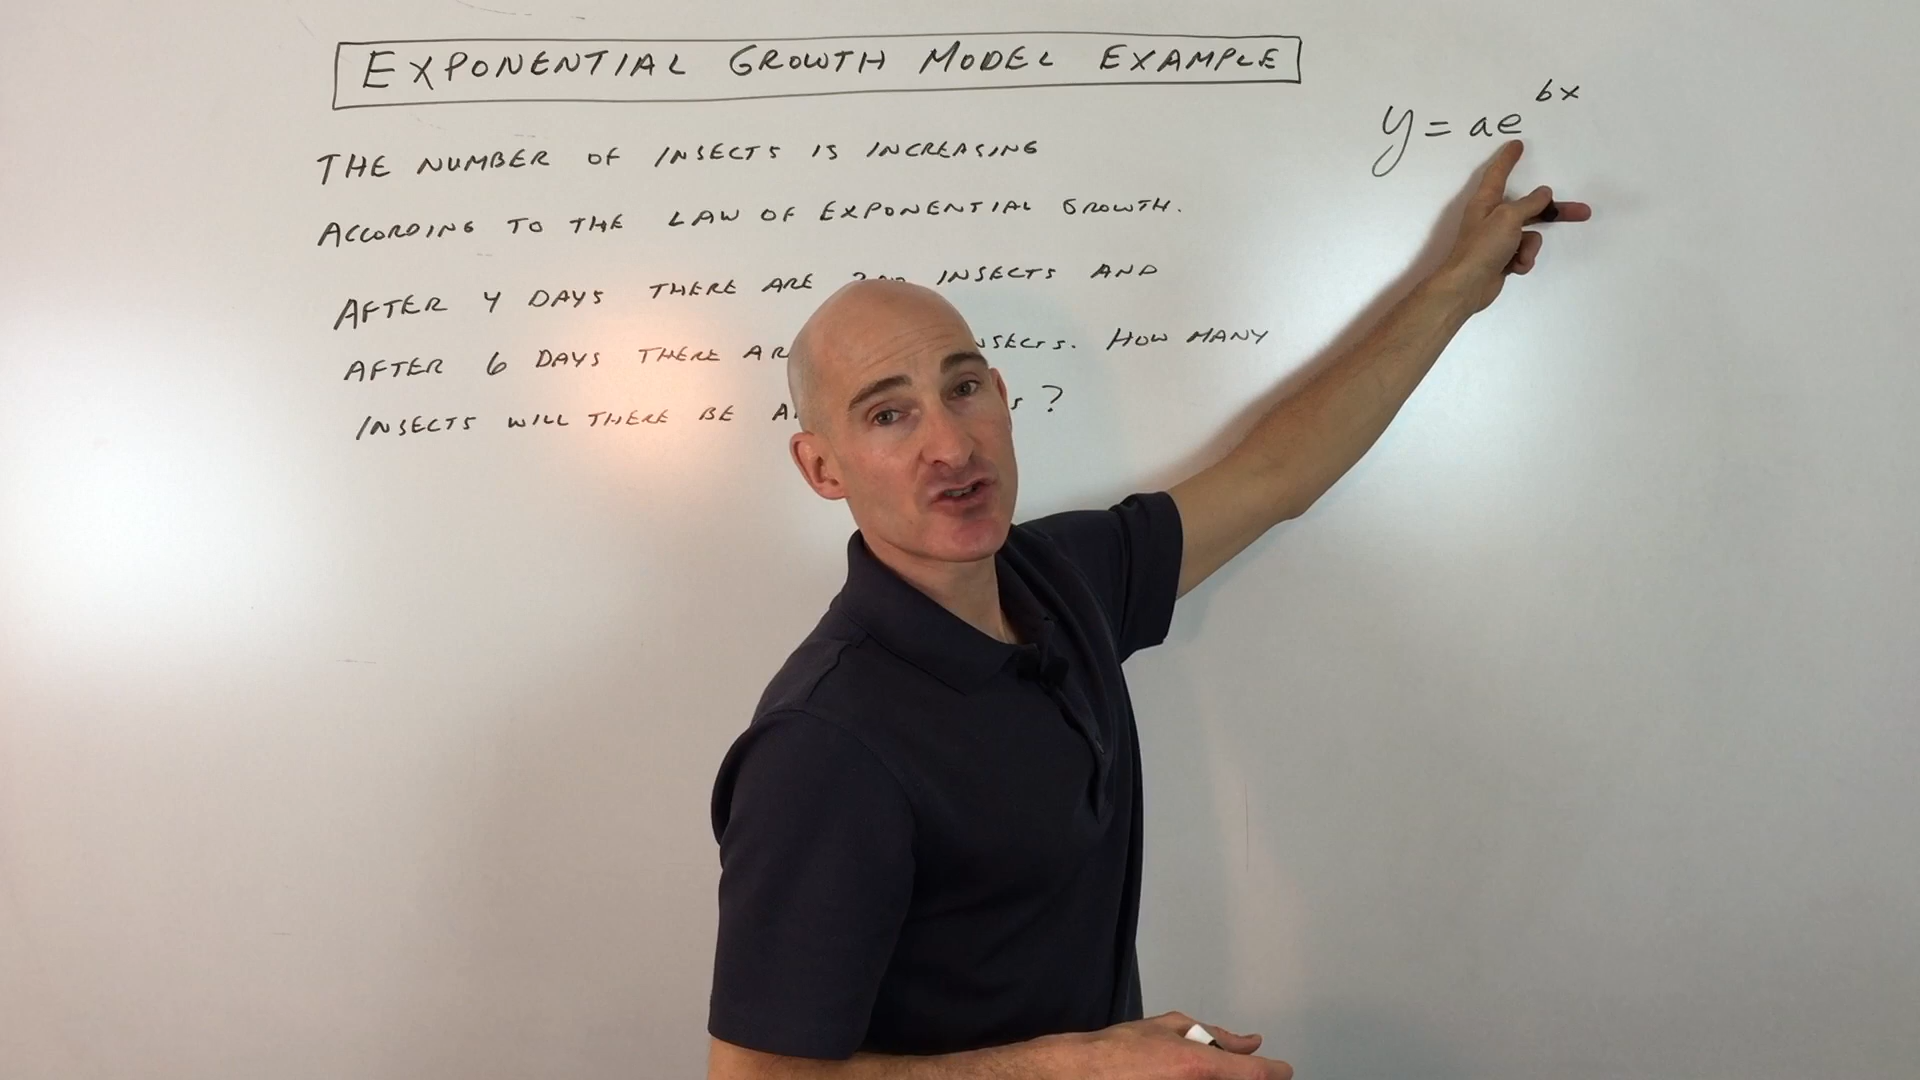 EXPONENTIAL GROWTH MODEL EXAMPLE
y = ae^bx
THE NUMBER OF INSECTS IS INCREASING
ACCORDING TO THE LAW OF EXPONENTIAL GROWTH.
AFTER 4 DAYS THERE ARE INSECTS AND
AFTER 6 DAYS THERE HOW MANY
INSECTS WILL THERE BE ?